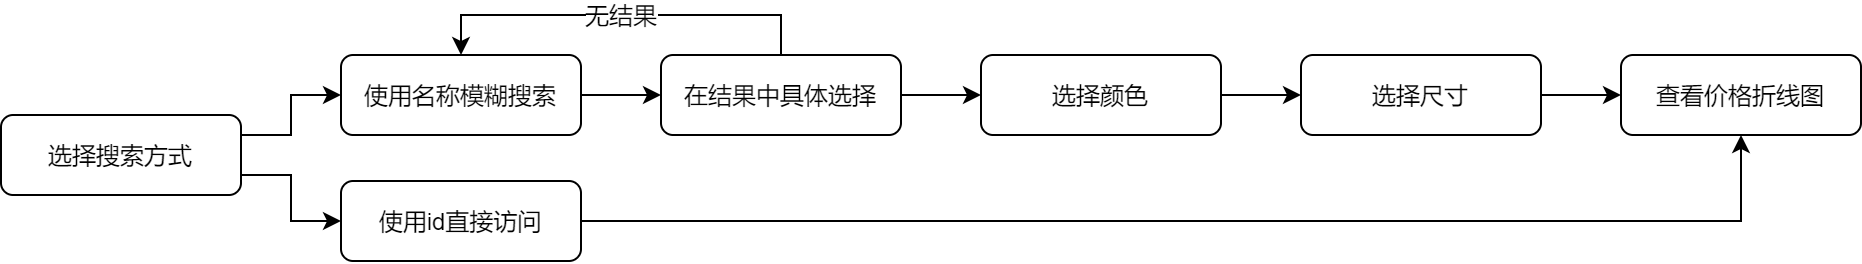 无结果
使用名称模糊搜索
在结果中具体选择
选择颜色
选择尺寸
查看价格折线图
选择搜索方式
使用id直接访问